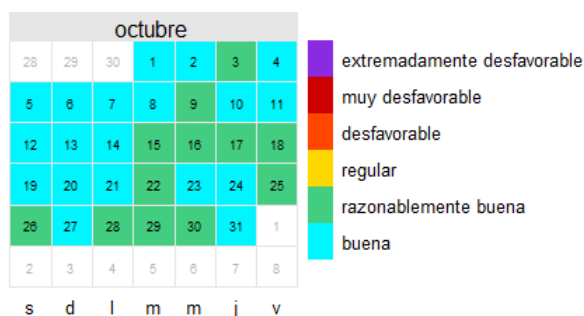 octubre
28 29 30 1 2 3 4
5 6 7 8 9 10 11
12 13 14 15 16 17 18
19 20 21 22 23 24 25
26 27 28 29 30 31 1
2 3 4 5 6 7 8
s d l m m j v
extremadamente desfavorable
muy desfavorable
desfavorable
regular
razonablemente buena
buena